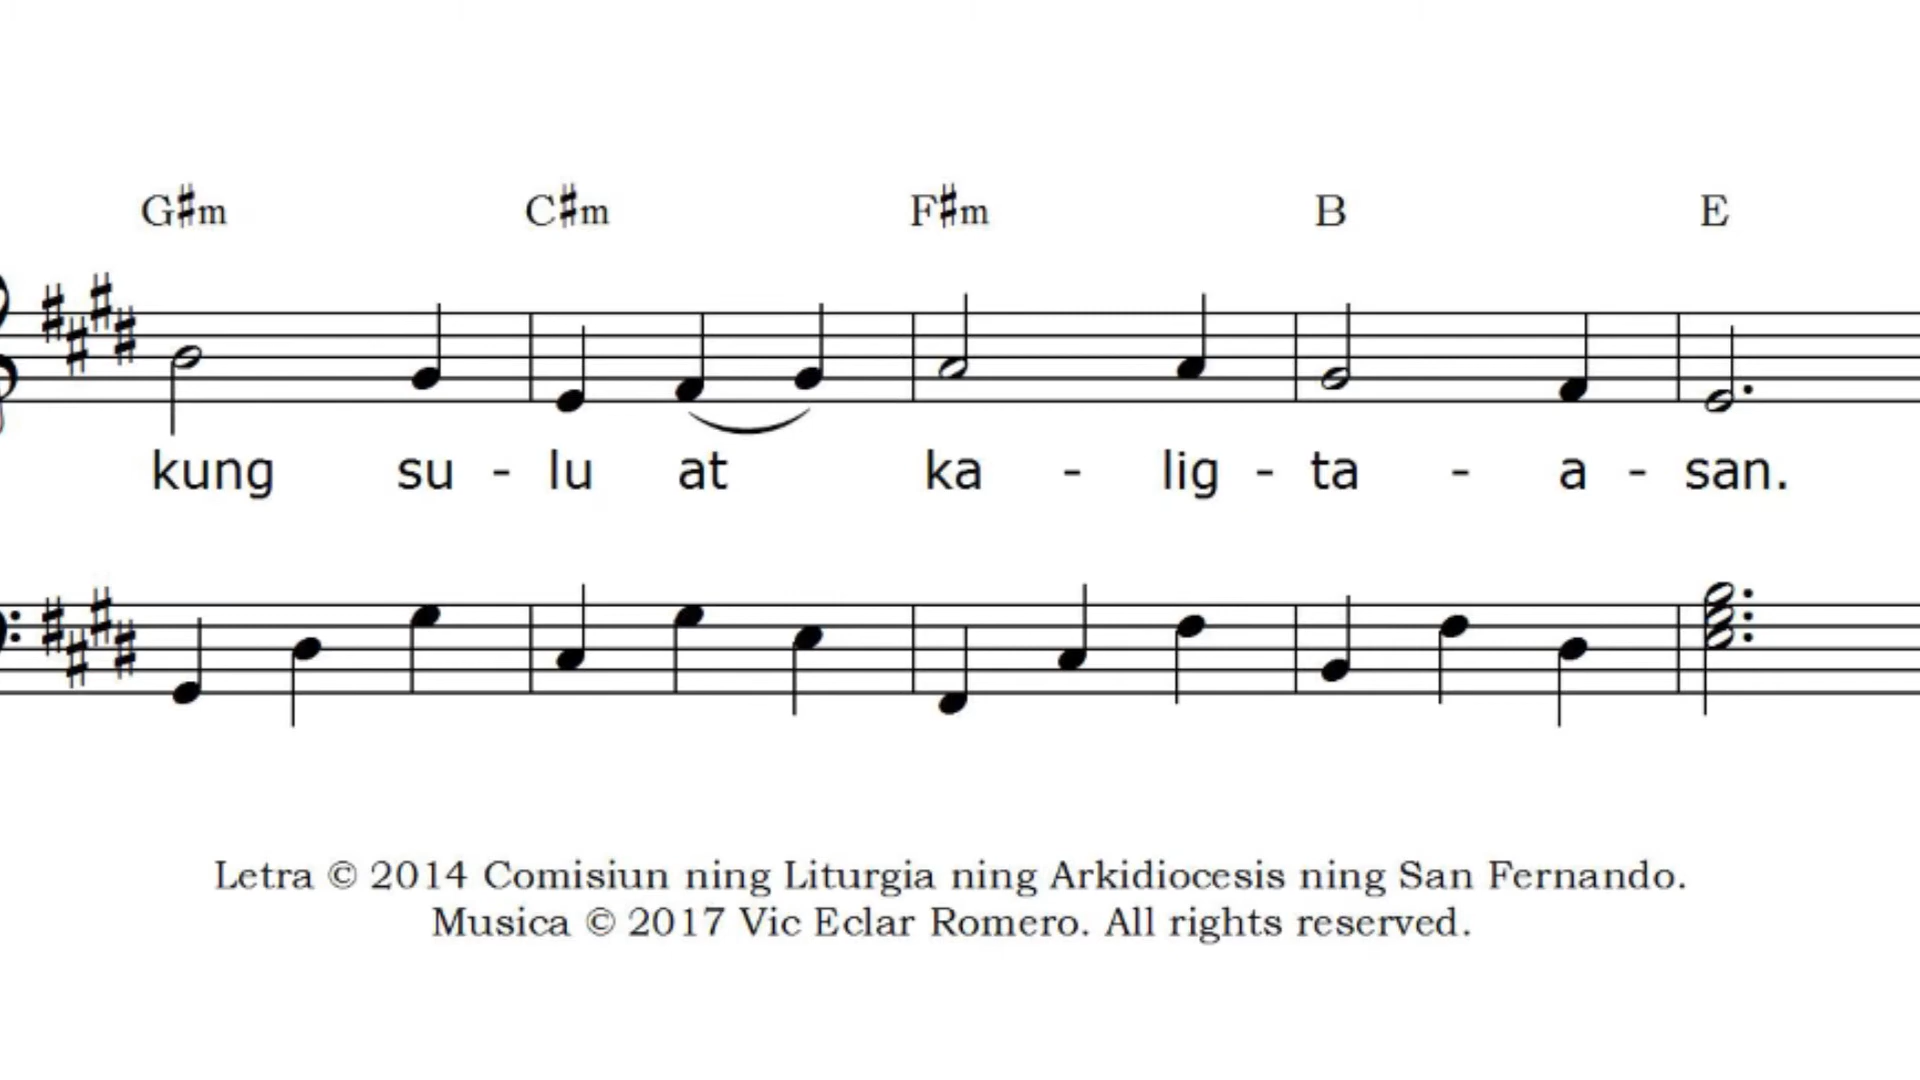 G♯m C♯m F♯m B E
kung su - lu at ka - lig - ta - a - san.
Letra © 2014 Comisiun ning Liturgia ning Arkidiocesis ning San Fernando.
Musica © 2017 Vic Eclar Romero. All rights reserved.